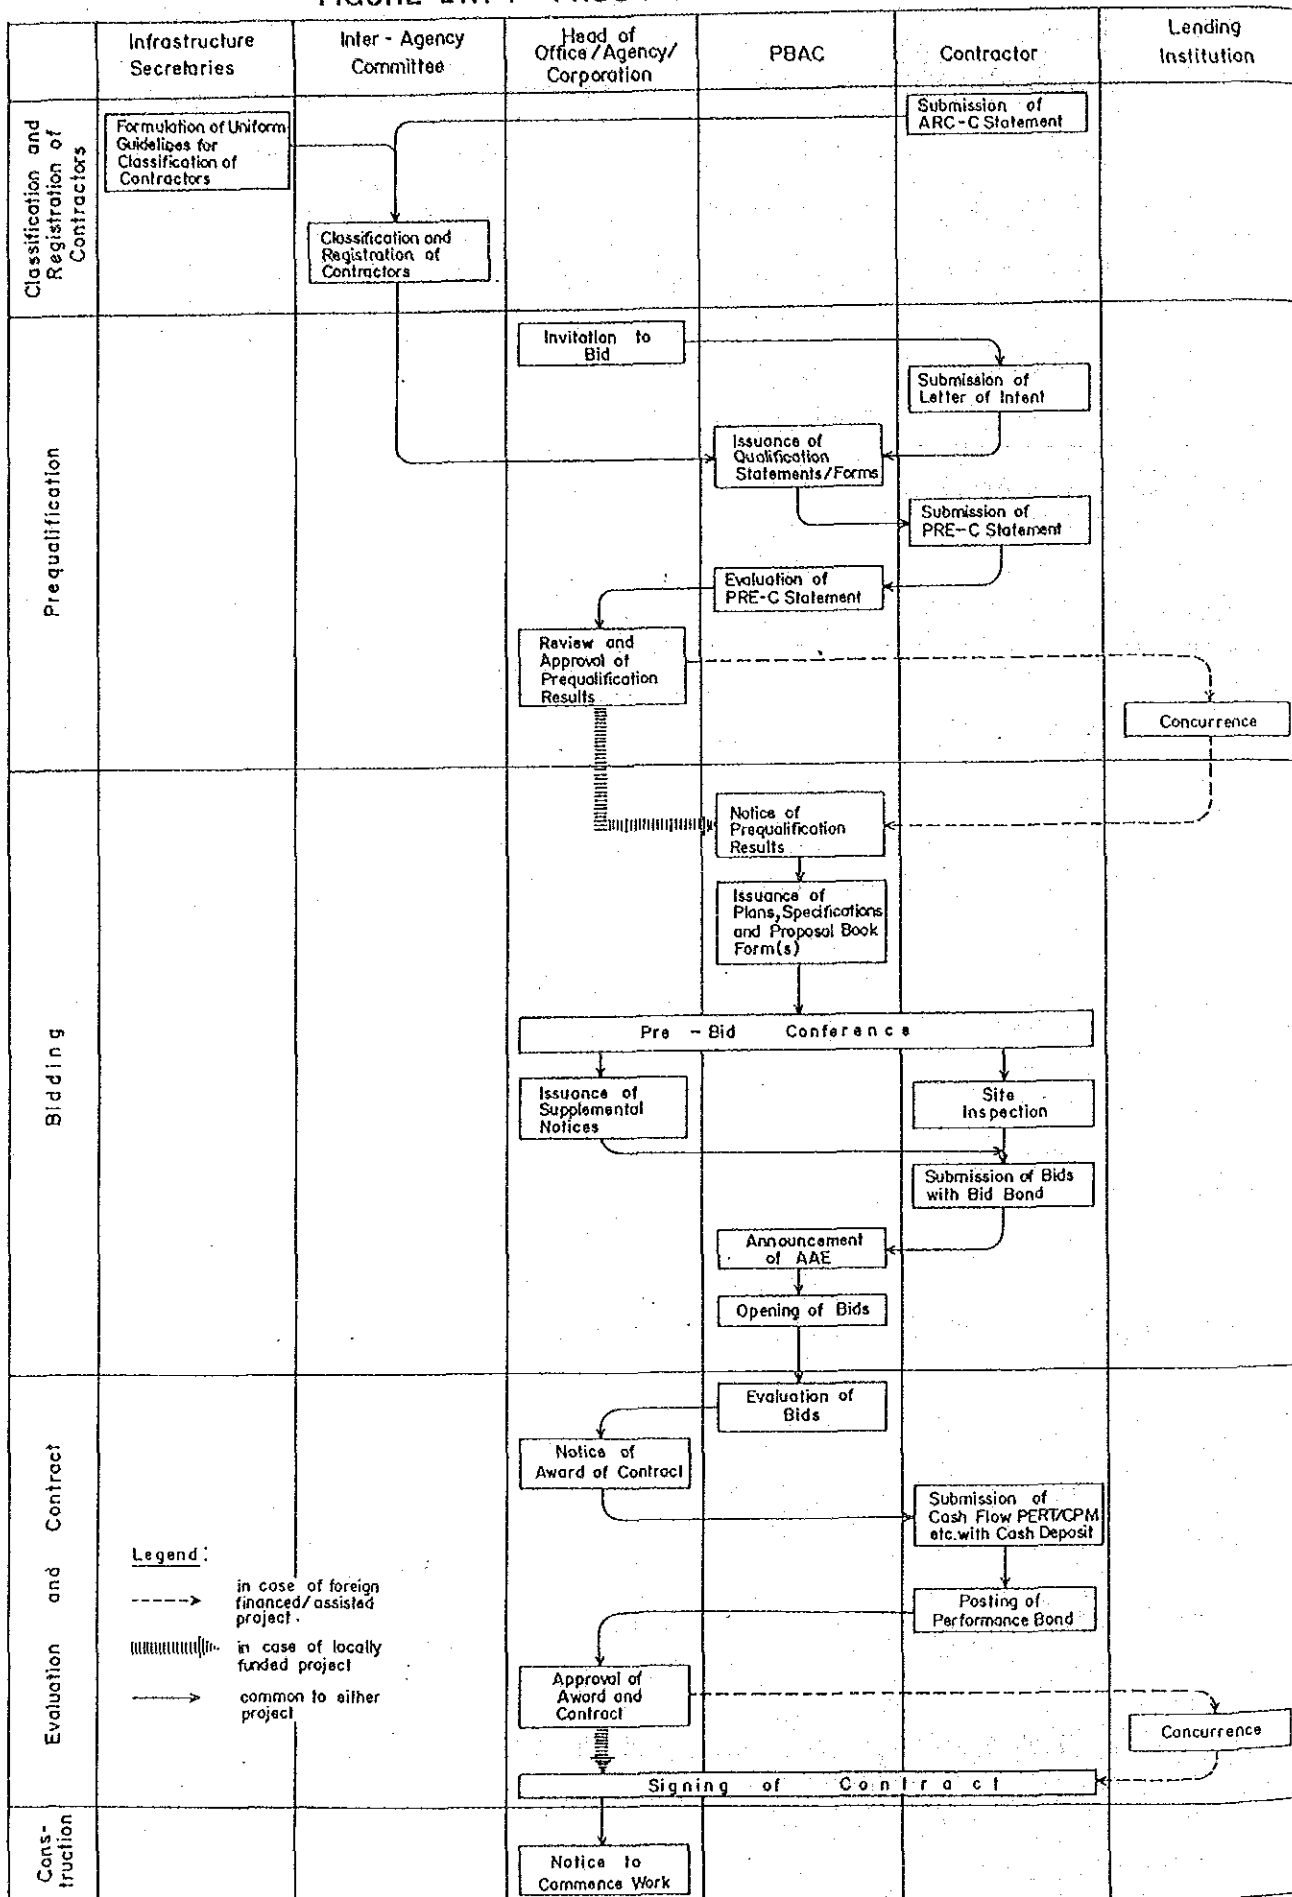 Infrastructure
Secretaries
Inter - Agency
Committee
Head of
Office/Agency/
Corporation
PBAC
Contractor
Lending
Institution
Classification and
Registration of
Contractors
Formulation of Uniform
Guidelines for
Classification of
Contractors
Submission of
ARC-C Statement
Classification and
Registration of
Contractors
Prequalification
Invitation to
Bid
Submission of
Letter of Intent
Issuance of
Qualification
Statements/Forms
Submission of
PRE-C Statement
Evaluation of
PRE-C Statement
Review and
Approval of
Prequalification
Results
Concurrence
Bidding
Notice of
Prequalification
Results
Issuance of
Plans, Specifications
and Proposal Book
Form(s)
Pre - Bid Conference
Issuance of
Supplemental
Notices
Site
Inspection
Submission of Bids
with Bid Bond
Announcement
of AAE
Opening of Bids
Evaluation and Contract
Evaluation of
Bids
Notice of
Award of Contract
Submission of
Cash Flow PERT/CPM
etc. with Cash Deposit
Posting of
Performance Bond
Legend:
in case of foreign
financed/assisted
project.
in case of locally
funded project
common to either
project
Approval of
Award and
Contract
Concurrence
Signing of Contract
Cons-
truction
Notice to
Commence Work